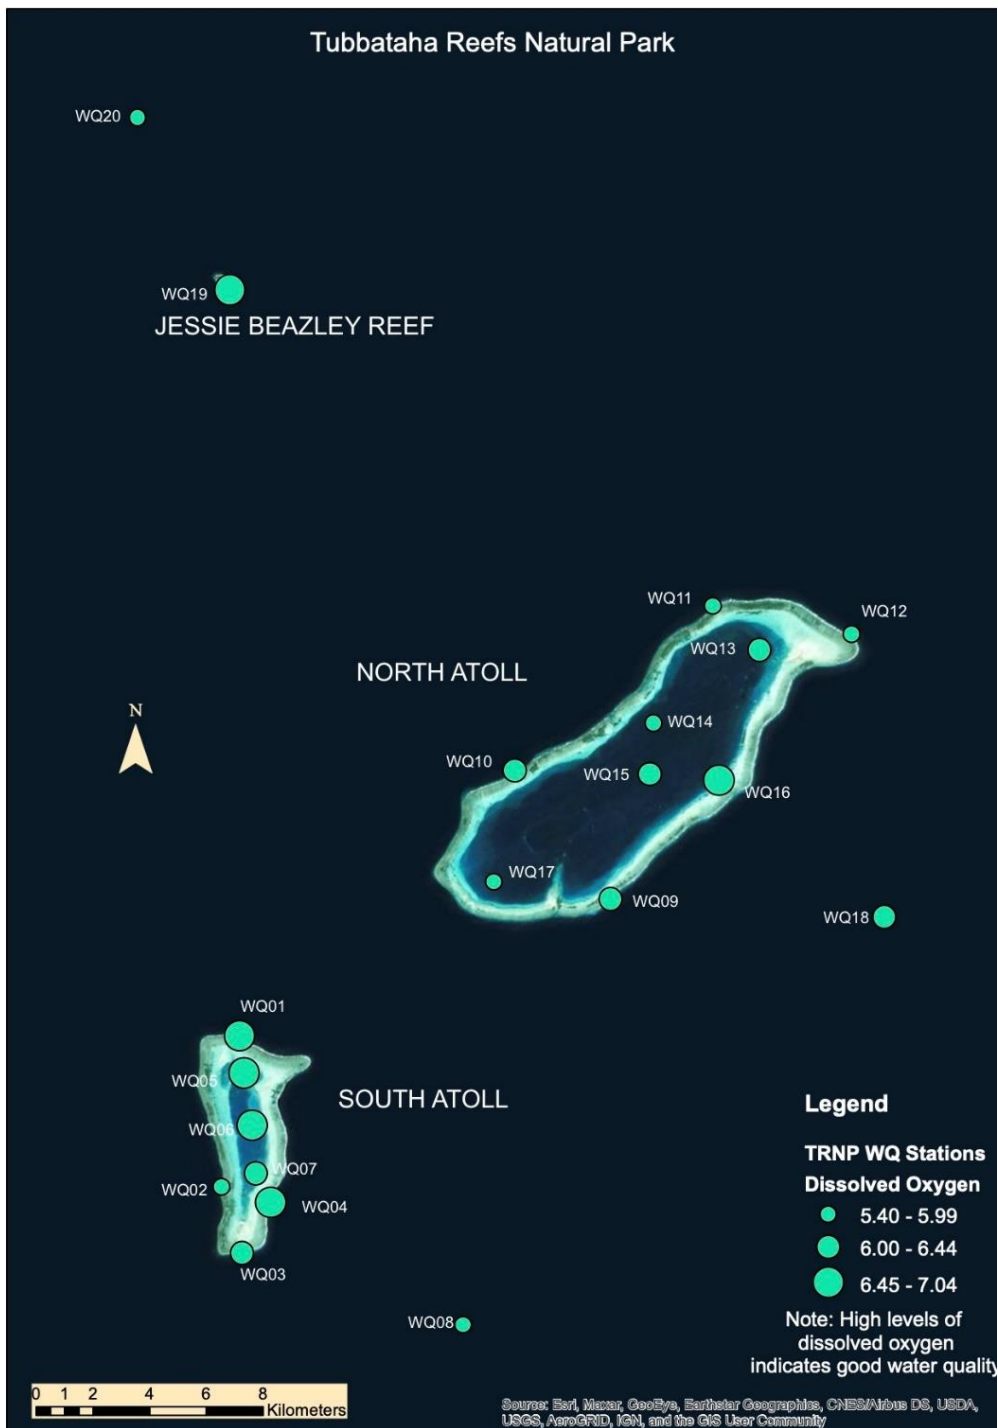 Tubbataha Reefs Natural Park
WQ20
WQ19
JESSIE BEAZLEY REEF
WQ11
WQ12
WQ13
NORTH ATOLL
N
WQ14
WQ10
WQ15
WQ16
WQ17
WQ09
WQ18
WQ01
WQ05
SOUTH ATOLL
WQ06
WQ07
WQ02
WQ04
WQ03
WQ08
Legend
TRNP WQ Stations
Dissolved Oxygen
5.40 - 5.99
6.00 - 6.44
6.45 - 7.04
Note: High levels of
dissolved oxygen
indicates good water quality
0 1 2 4 6 8
Kilometers
Source: Esri, Maxar, GeoEye, Earthstar Geographics, CNES/Airbus DS, USDA,
USGS, AeroGRID, IGN, and the GIS User Community